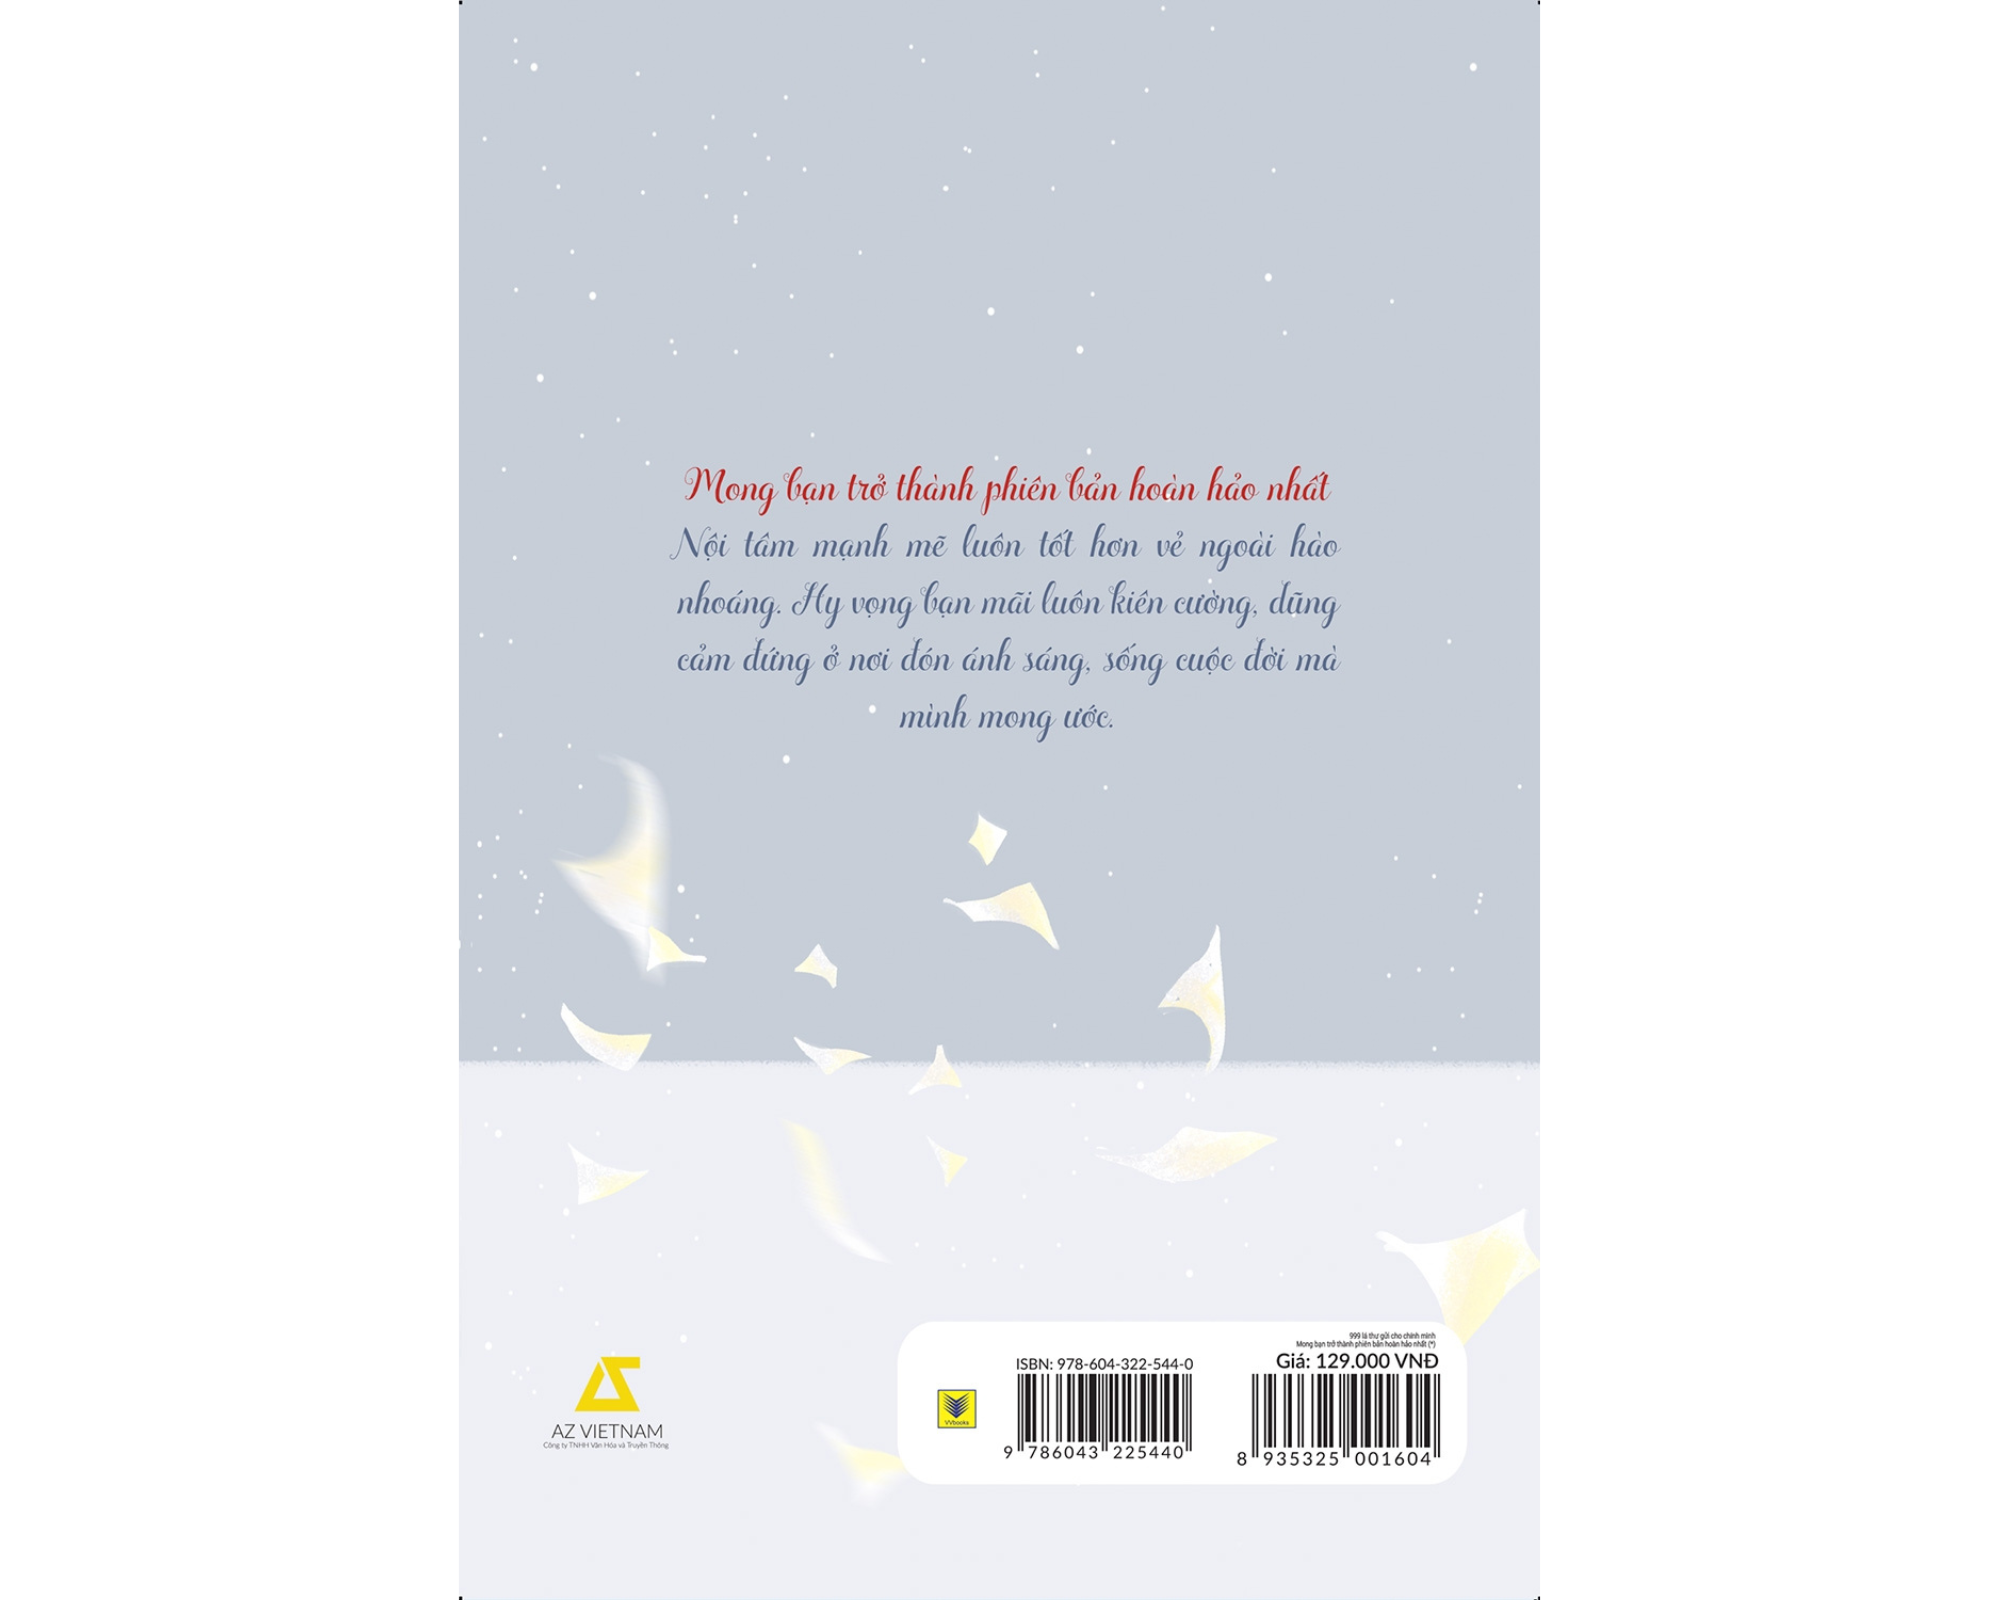 Mong bạn trở thành phiên bản hoàn hảo nhất
Nội tâm mạnh mẽ luôn tốt hơn vẻ ngoài hào
nhoáng. Hy vọng bạn mãi luôn kiên cường, dũng
cảm đứng ở nơi đón ánh sáng, sống cuộc đời mà
mình mong ước.
AZ VIETNAM
Công ty TNHH Văn Hóa và Truyền Thông
VVbooks
ISBN: 978-604-322-544-0
9 786043 225440
999 lá thư gửi cho chính mình
Mong bạn trở thành phiên bản hoàn hảo nhất (*)
Giá: 129.000 VNĐ
8 935325 001604